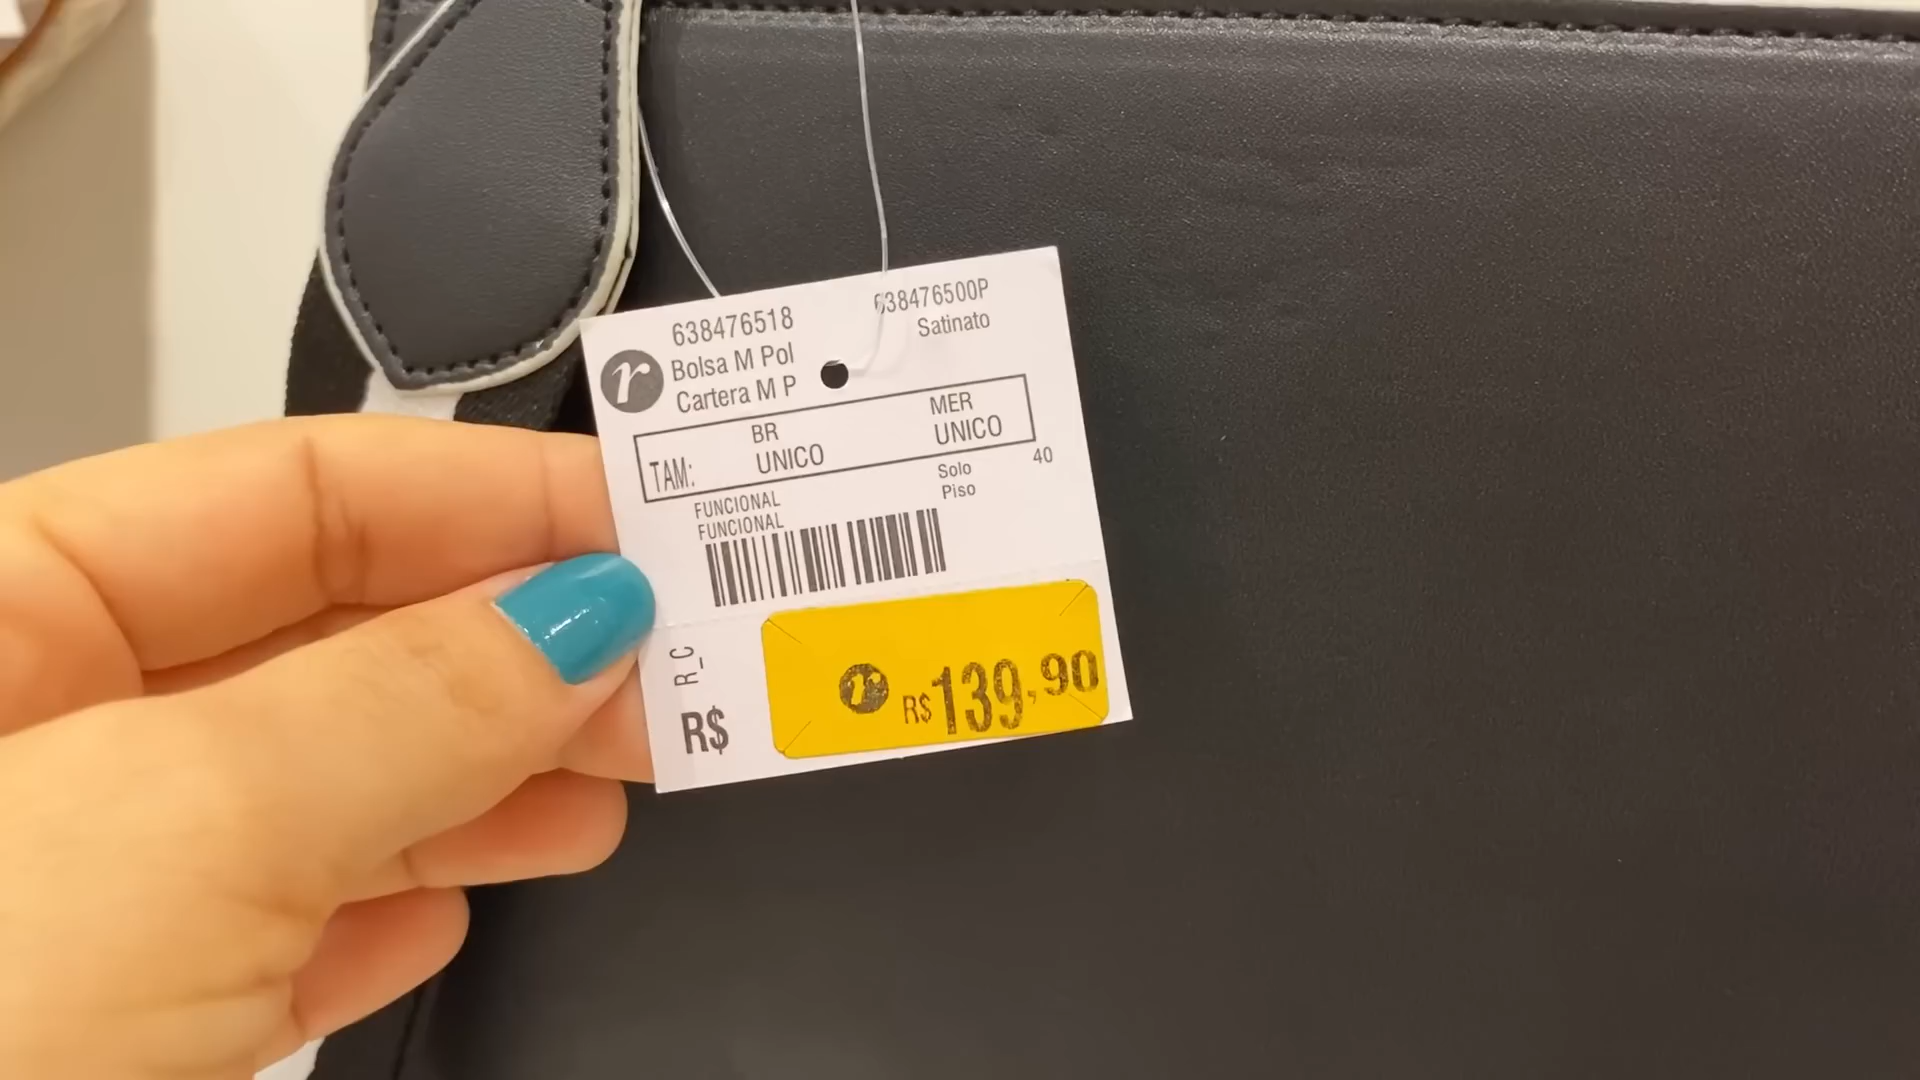 638476518
638476500P
Satinato
r
Bolsa M Pol
Cartera M P
BR
MER
TAM:
UNICO
UNICO
Solo
40
Piso
FUNCIONAL
FUNCIONAL
R_C
R$
r R$139,90